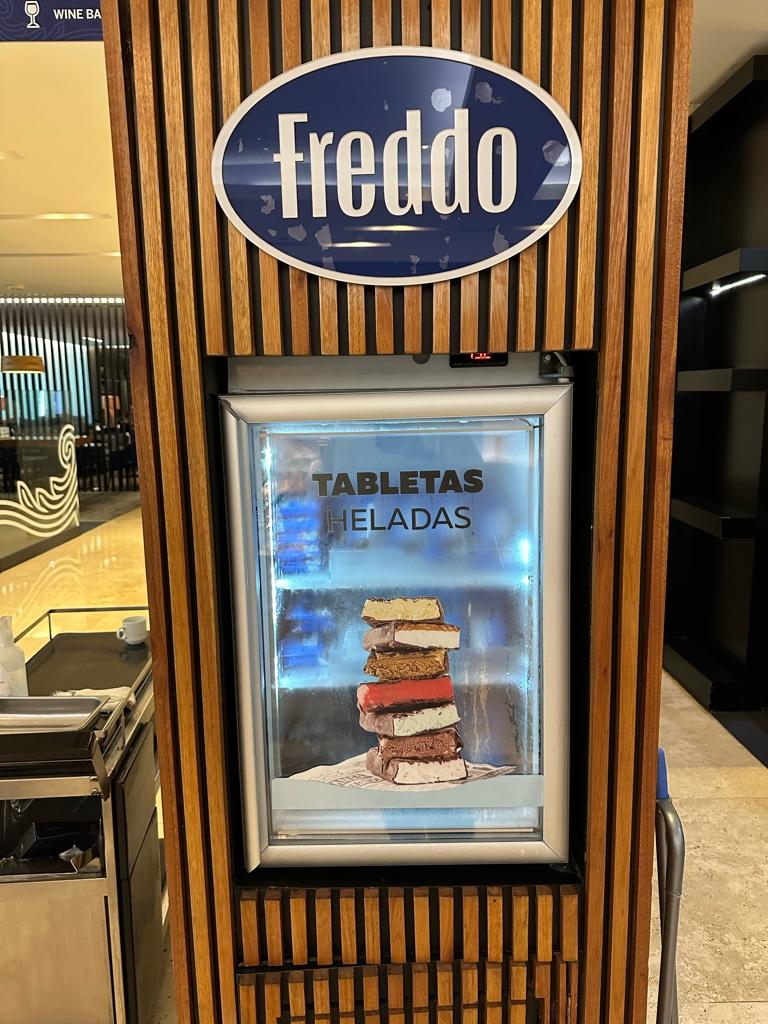 WINE BA
Freddo
TABLETAS
HELADAS